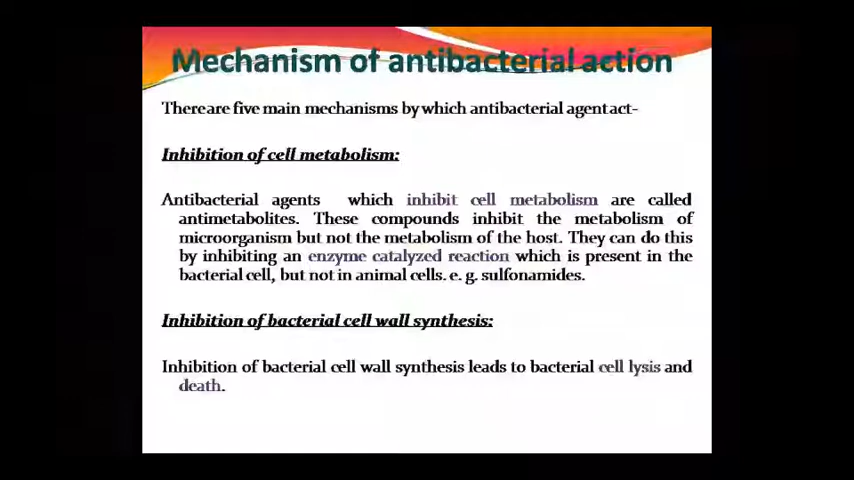 Mechanism of antibacterial action
There are five main mechanisms by which antibacterial agent act-
Inhibition of cell metabolism:
Antibacterial agents which inhibit cell metabolism are called
antimetabolites. These compounds inhibit the metabolism of
microorganism but not the metabolism of the host. They can do this
by inhibiting an enzyme catalyzed reaction which is present in the
bacterial cell, but not in animal cells. e. g. sulfonamides.
Inhibition of bacterial cell wall synthesis:
Inhibition of bacterial cell wall synthesis leads to bacterial cell lysis and
death.